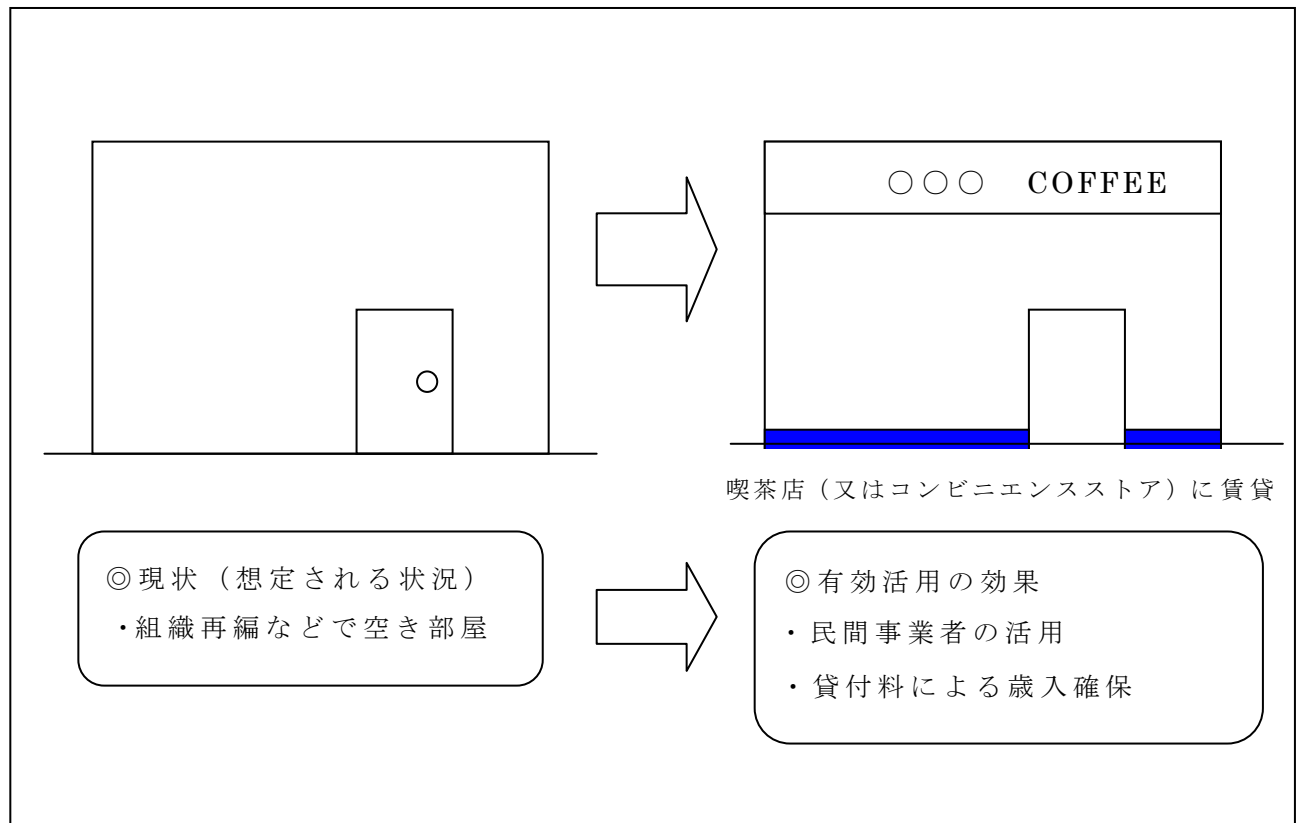 ○○○　COFFEE
喫茶店（又はコンビニエンスストア）に賃貸
◎現状（想定される状況）
・組織再編などで空き部屋
◎有効活用の効果
・民間事業者の活用
・貸付料による歳入確保